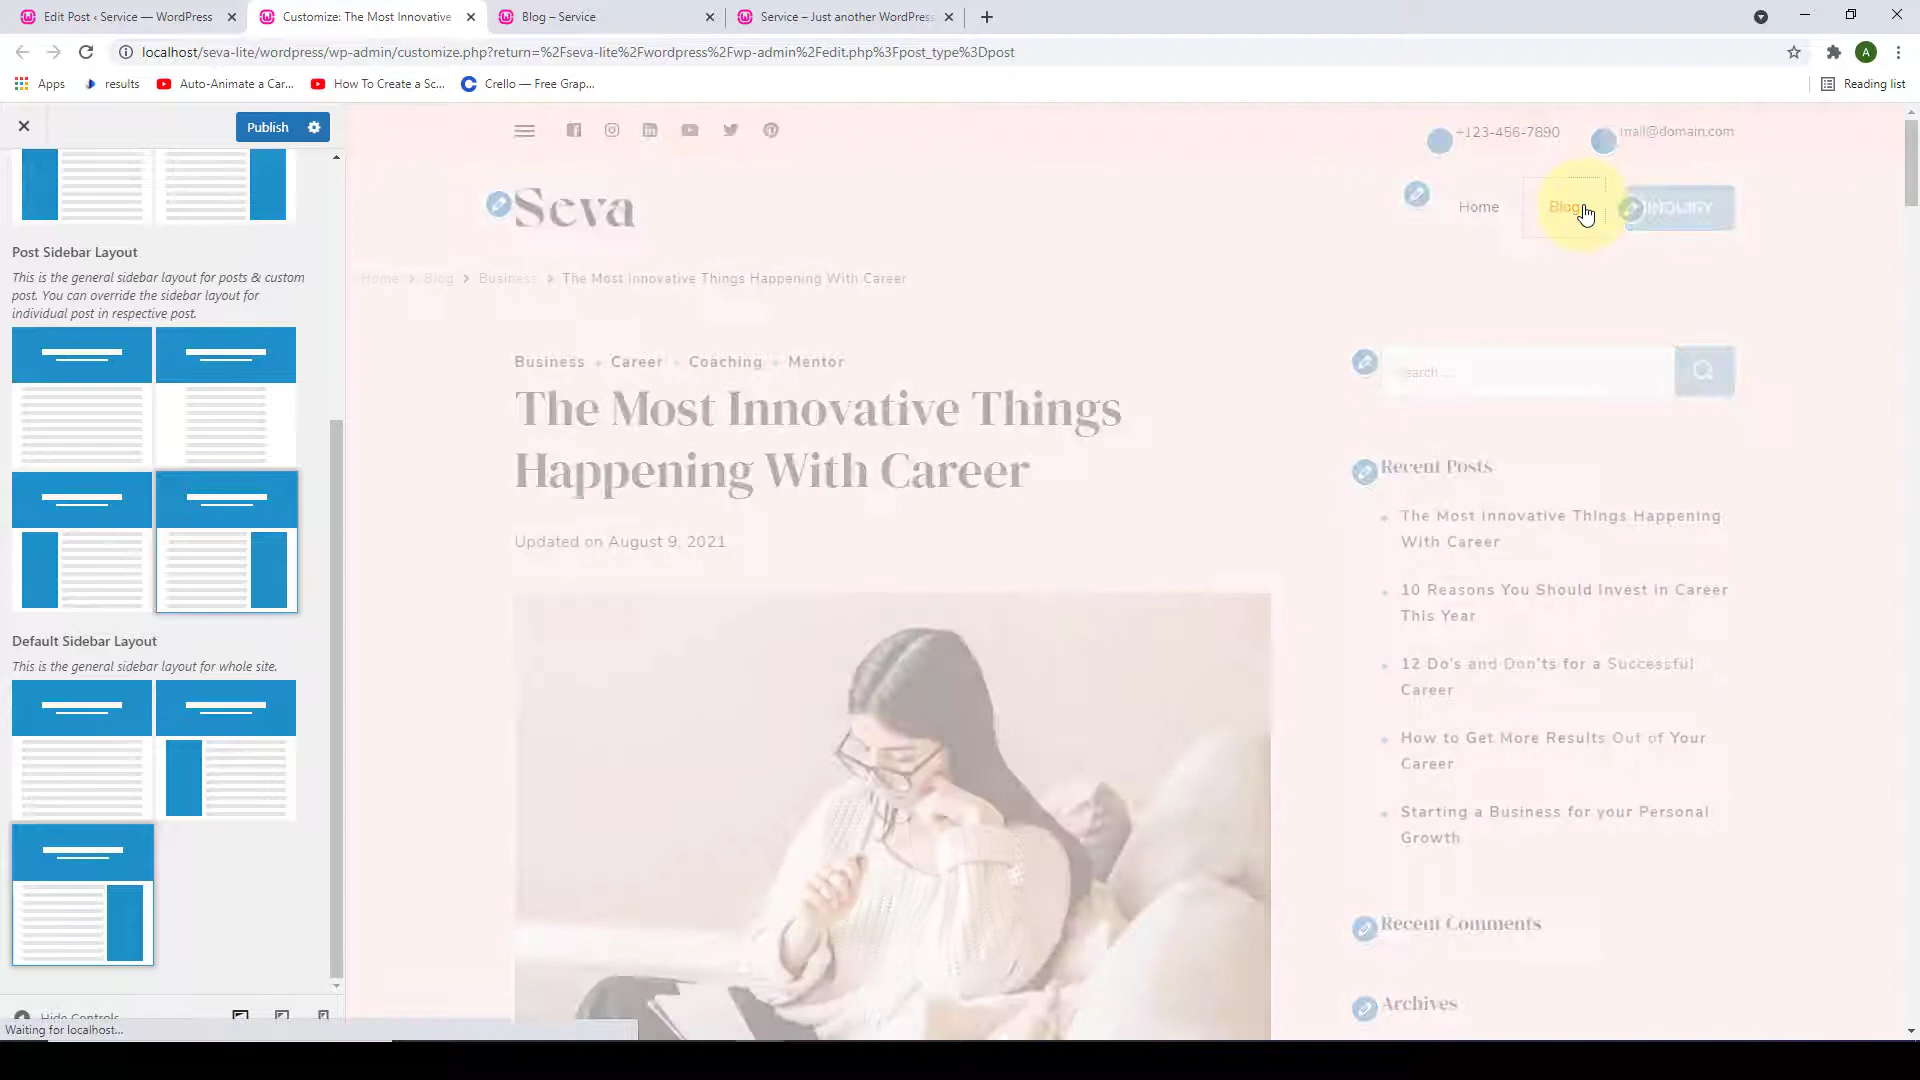 Edit Post ‹ Service — WordPress
Customize: The Most Innovative
Blog – Service
Service – Just another WordPress
localhost/seva-lite/wordpress/wp-admin/customize.php?return=%2Fseva-lite%2Fwordpress%2Fwp-admin%2Fedit.php%3Fpost_type%3Dpost
A
Apps
results
Auto-Animate a Car...
How To Create a Sc...
Crello — Free Grap...
Reading list
Publish
+123-456-7890
mail@domain.com
Seva
Home
Blog
INQUIRY
Home > Blog > Business > The Most Innovative Things Happening With Career
Post Sidebar Layout
This is the general sidebar layout for posts & custom
post. You can override the sidebar layout for
individual post in respective post.
Business • Career • Coaching • Mentor
The Most Innovative Things
Happening With Career
Updated on August 9, 2021
Search ...
Recent Posts
The Most Innovative Things Happening
With Career
10 Reasons You Should Invest in Career
This Year
12 Do's and Don'ts for a Successful
Career
How to Get More Results Out of Your
Career
Starting a Business for your Personal
Growth
Recent Comments
Archives
Default Sidebar Layout
This is the general sidebar layout for whole site.
Hide Controls
Waiting for localhost...